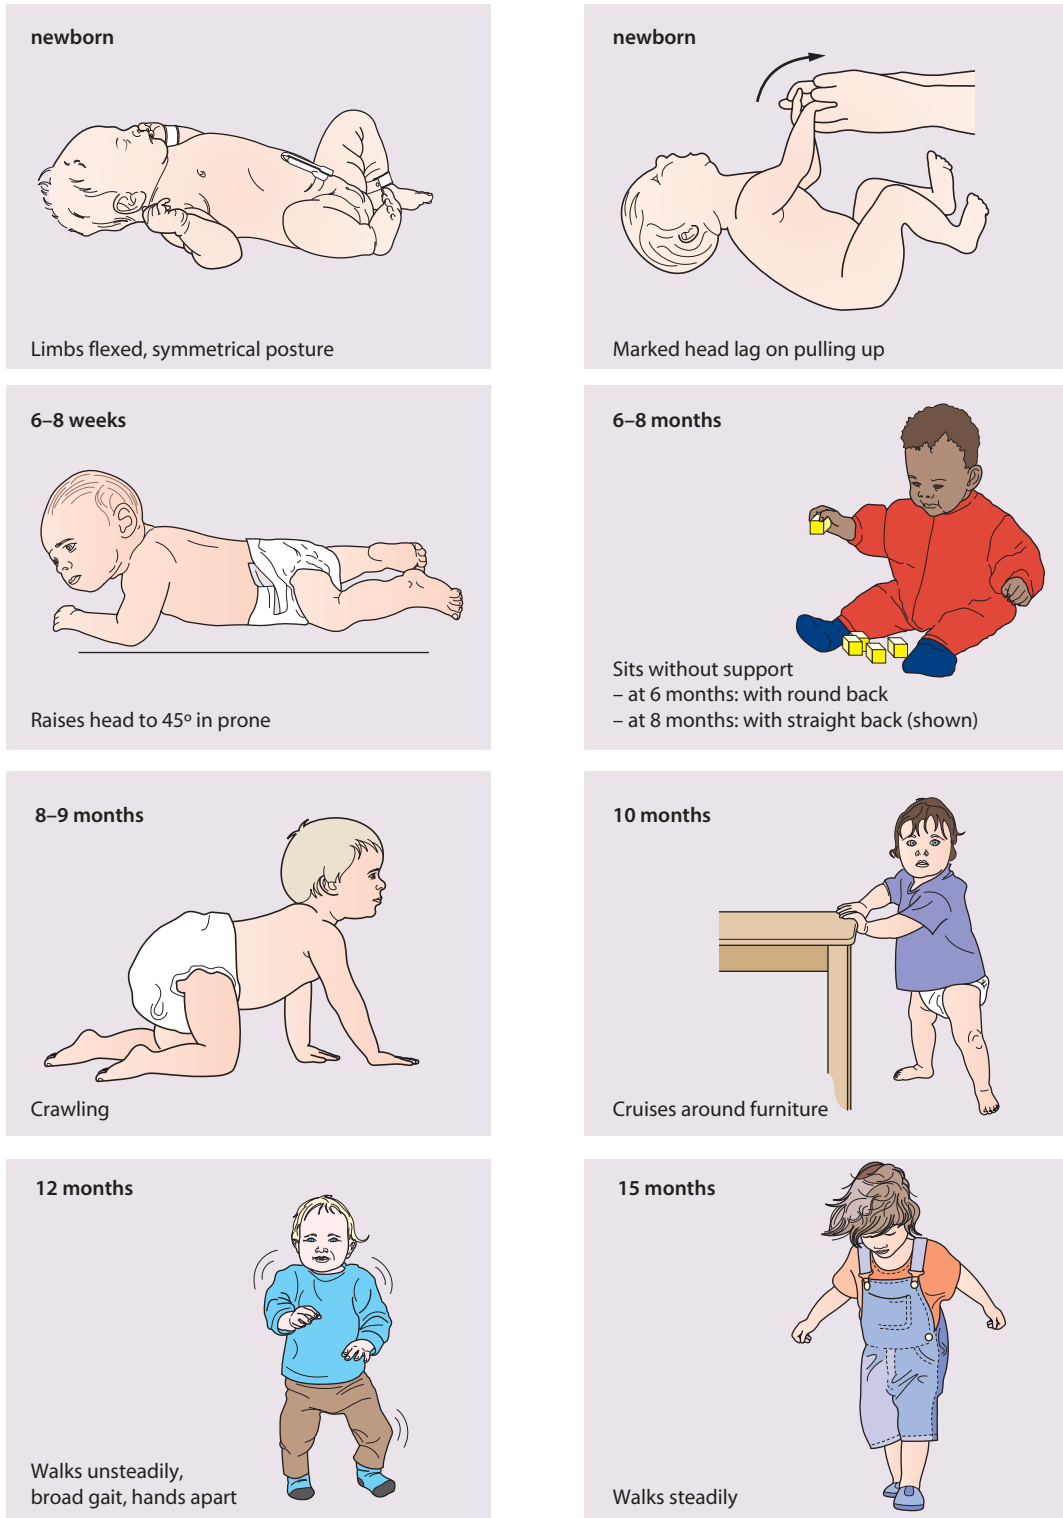 newborn
Limbs flexed, symmetrical posture
newborn
Marked head lag on pulling up
6–8 weeks
Raises head to 45º in prone
6–8 months
Sits without support
– at 6 months: with round back
– at 8 months: with straight back (shown)
8–9 months
Crawling
10 months
Cruises around furniture
12 months
Walks unsteadily,
broad gait, hands apart
15 months
Walks steadily